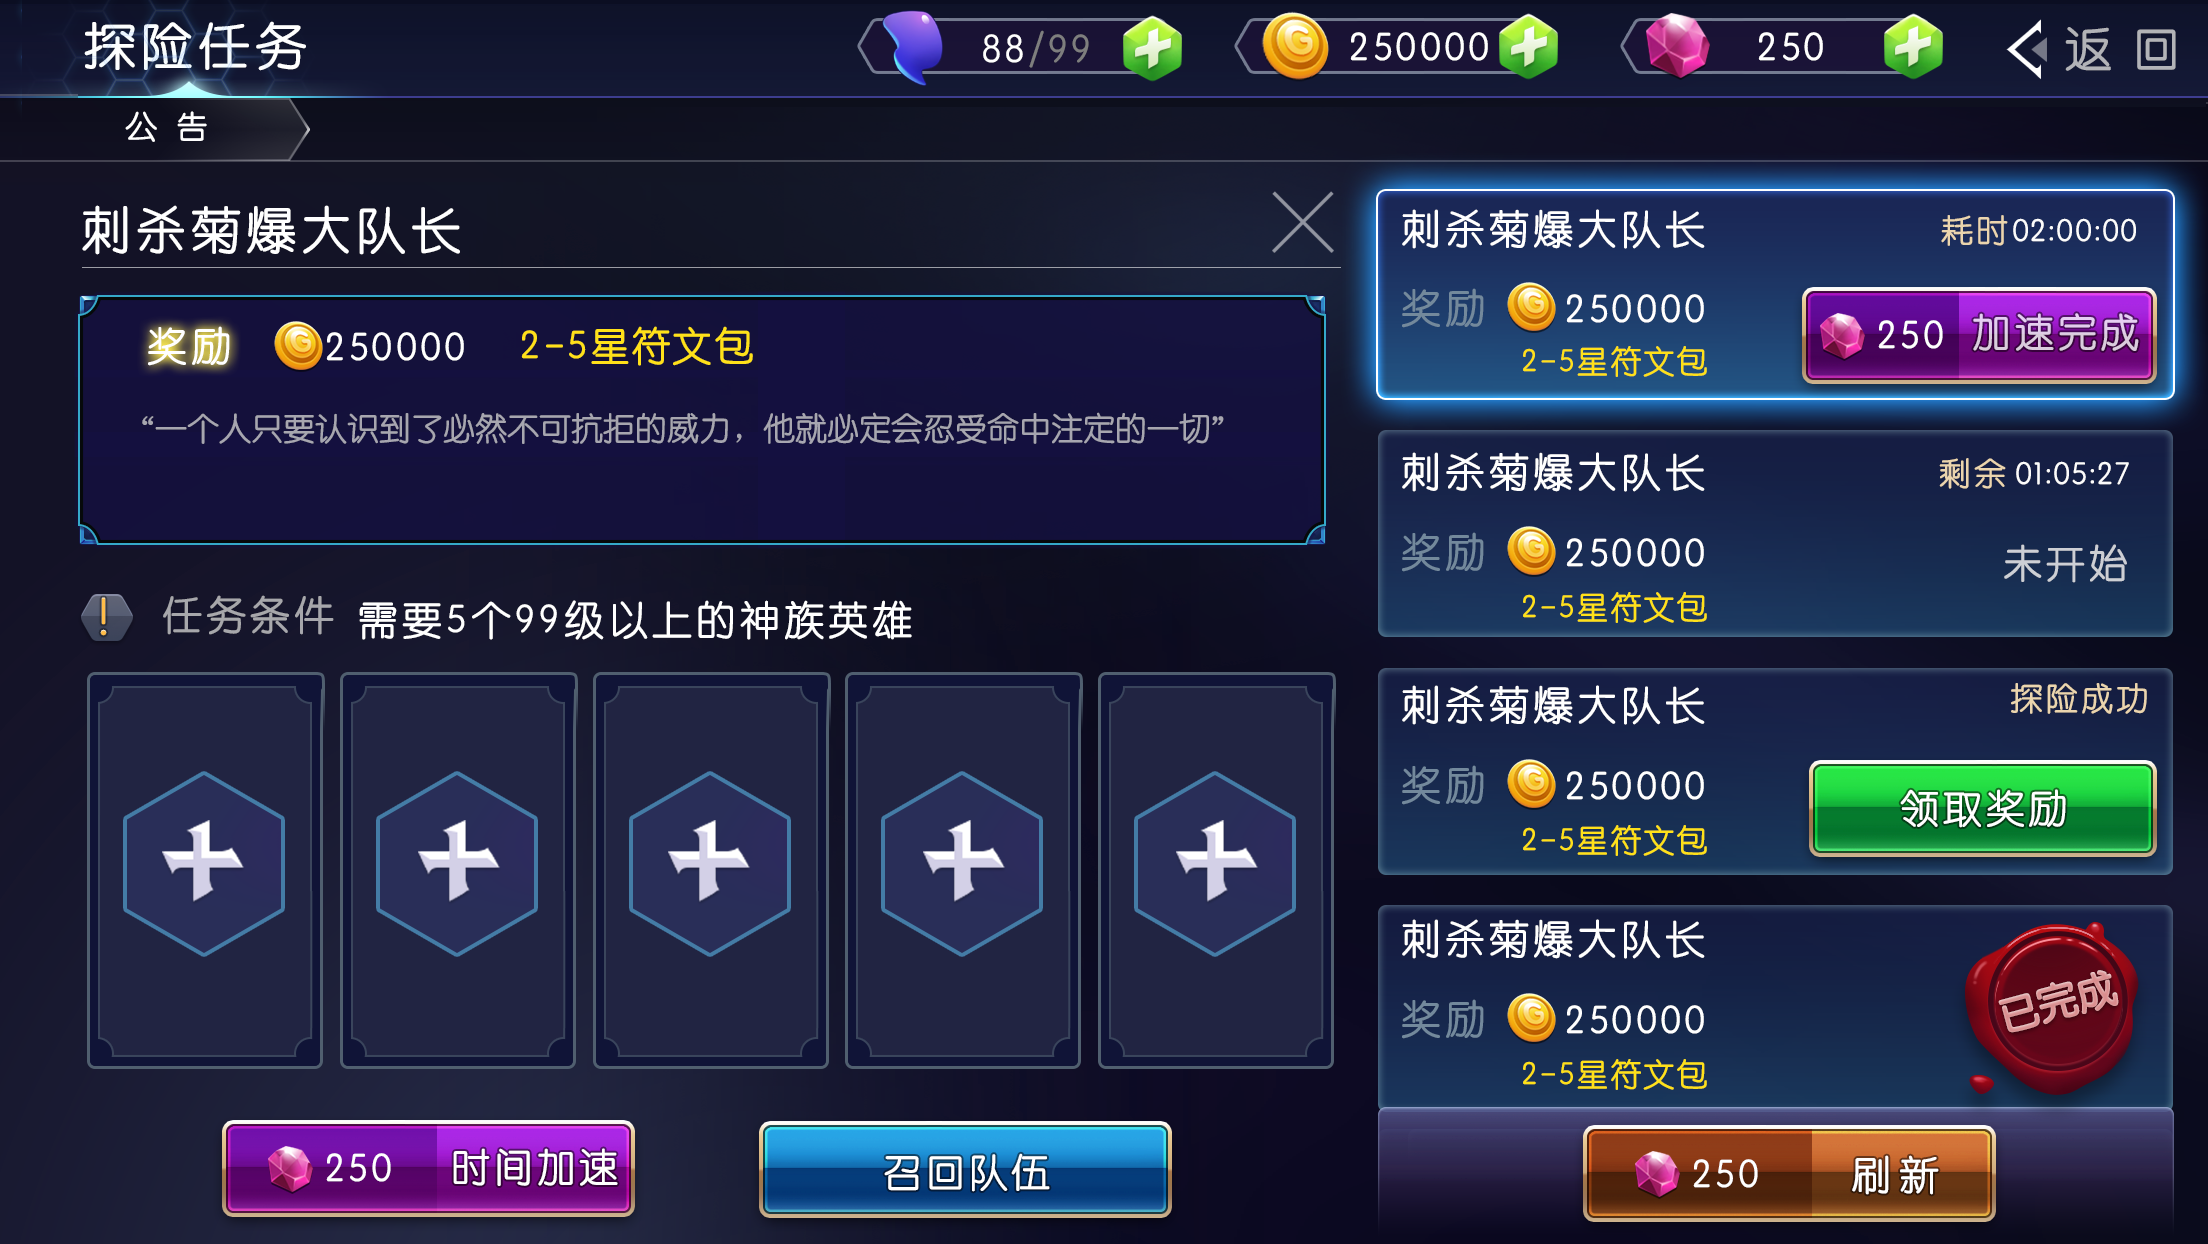 探险任务
88/99
250000
250
返回
公告
刺杀菊爆大队长
奖励 250000 2-5星符文包
“一个人只要认识到了必然不可抗拒的威力，他就必定会忍受命中注定的一切”
任务条件 需要5个99级以上的神族英雄
250 时间加速
召回队伍
刺杀菊爆大队长
耗时02:00:00
奖励 250000
2-5星符文包
250 加速完成
刺杀菊爆大队长
剩余 01:05:27
奖励 250000
2-5星符文包
未开始
刺杀菊爆大队长
探险成功
奖励 250000
2-5星符文包
领取奖励
刺杀菊爆大队长
奖励 250000
2-5星符文包
已完成
250 刷新